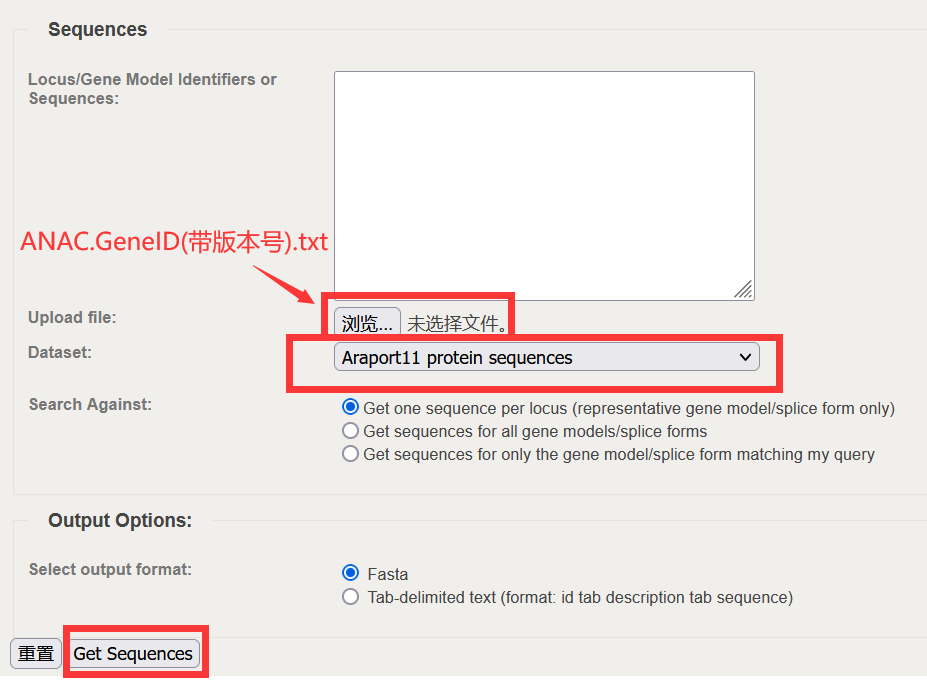 Sequences
Locus/Gene Model Identifiers or
Sequences:
ANAC.GeneID(带版本号).txt
Upload file:
浏览... 未选择文件。
Dataset:
Araport11 protein sequences
Search Against:
Get one sequence per locus (representative gene model/splice form only)
Get sequences for all gene models/splice forms
Get sequences for only the gene model/splice form matching my query
Output Options:
Select output format:
Fasta
Tab-delimited text (format: id tab description tab sequence)
重置 Get Sequences